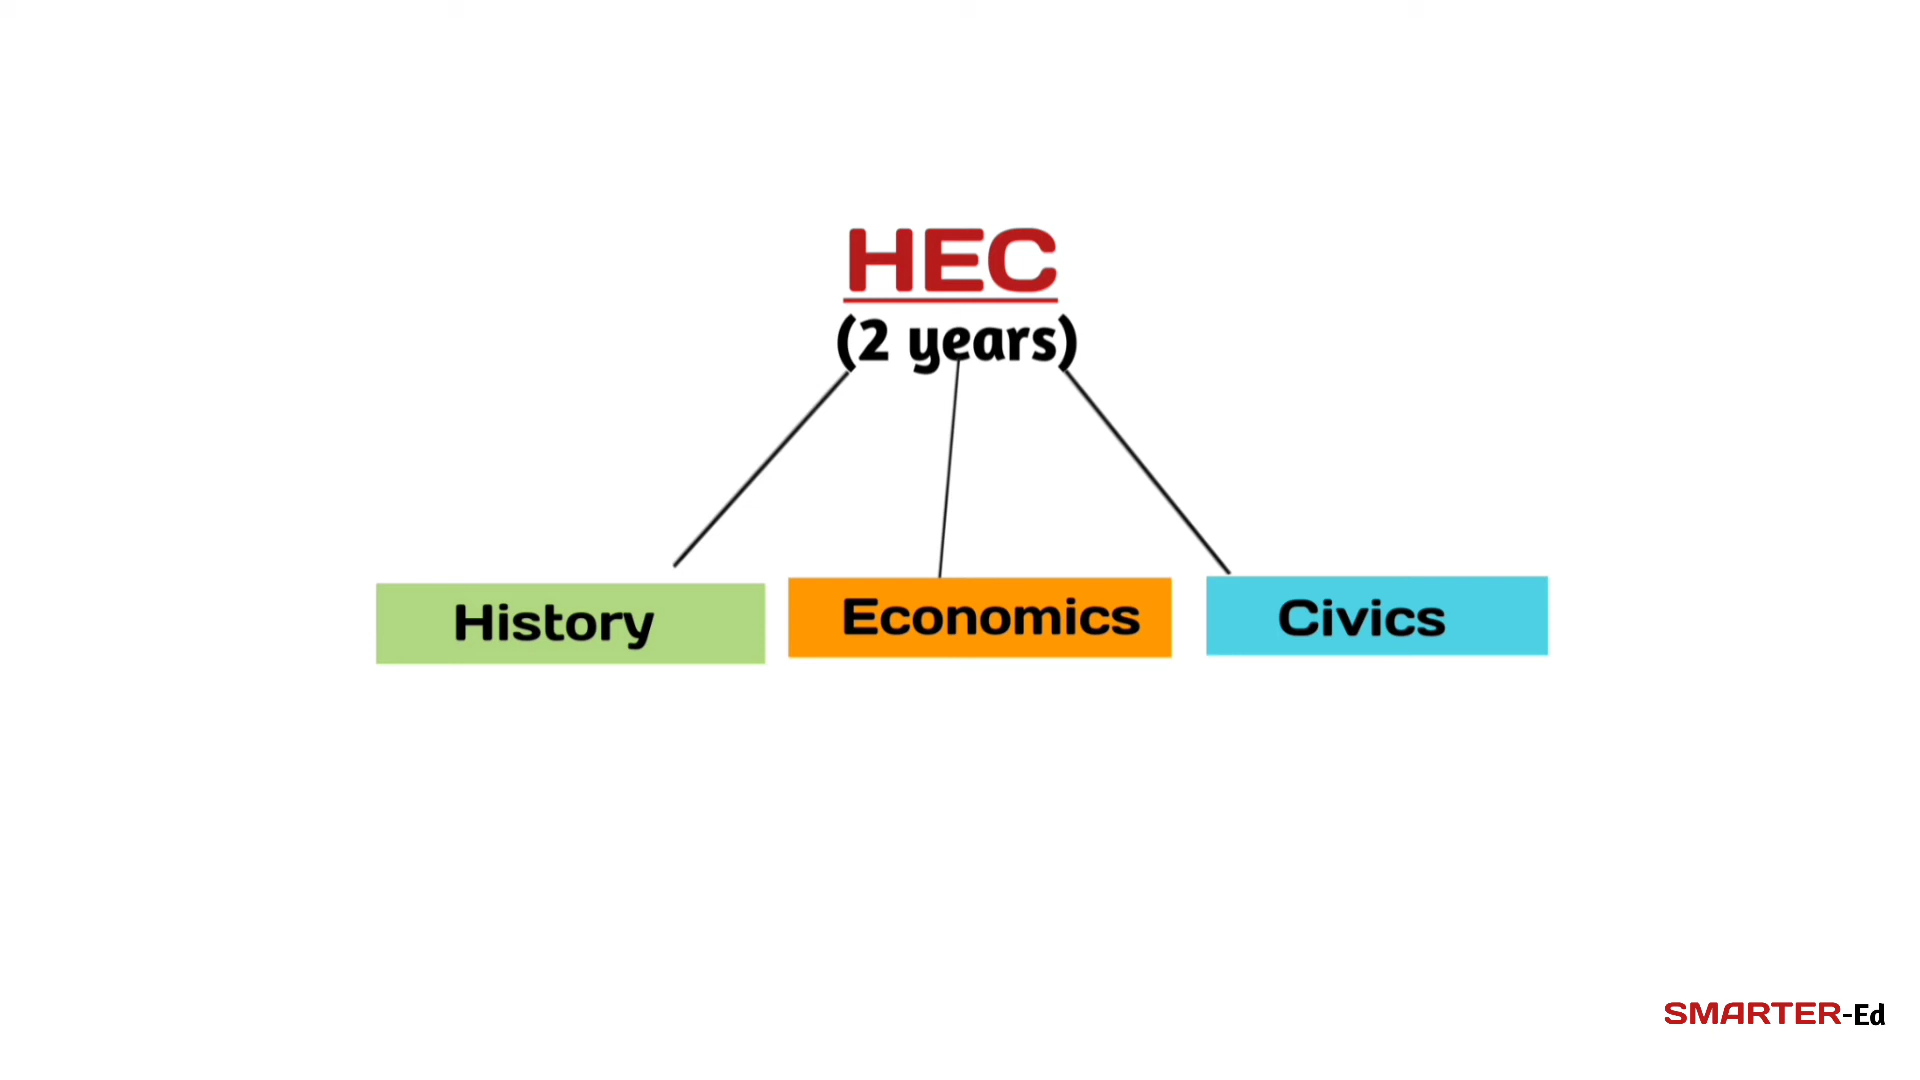 HEC
(2 years)
History
Economics
Civics
SMARTER-Ed